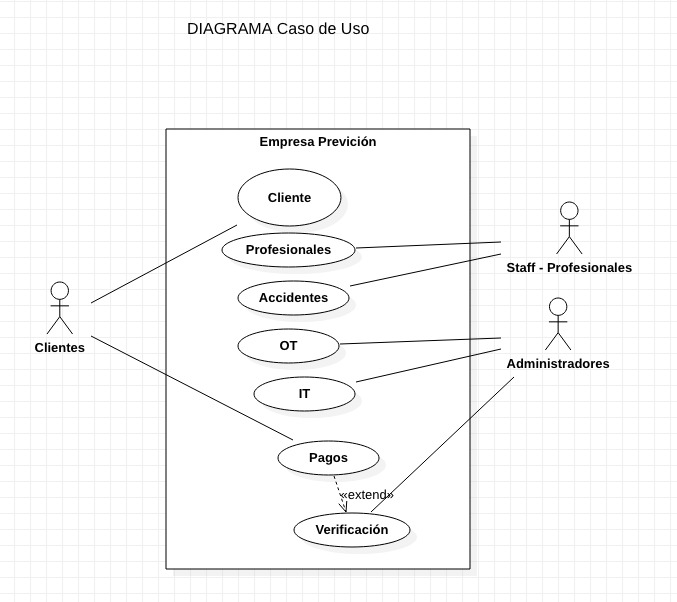 DIAGRAMA Caso de Uso
Empresa Previción
Cliente
Profesionales
Staff - Profesionales
Accidentes
Clientes
OT
Administradores
IT
Pagos
«extend»
Verificación